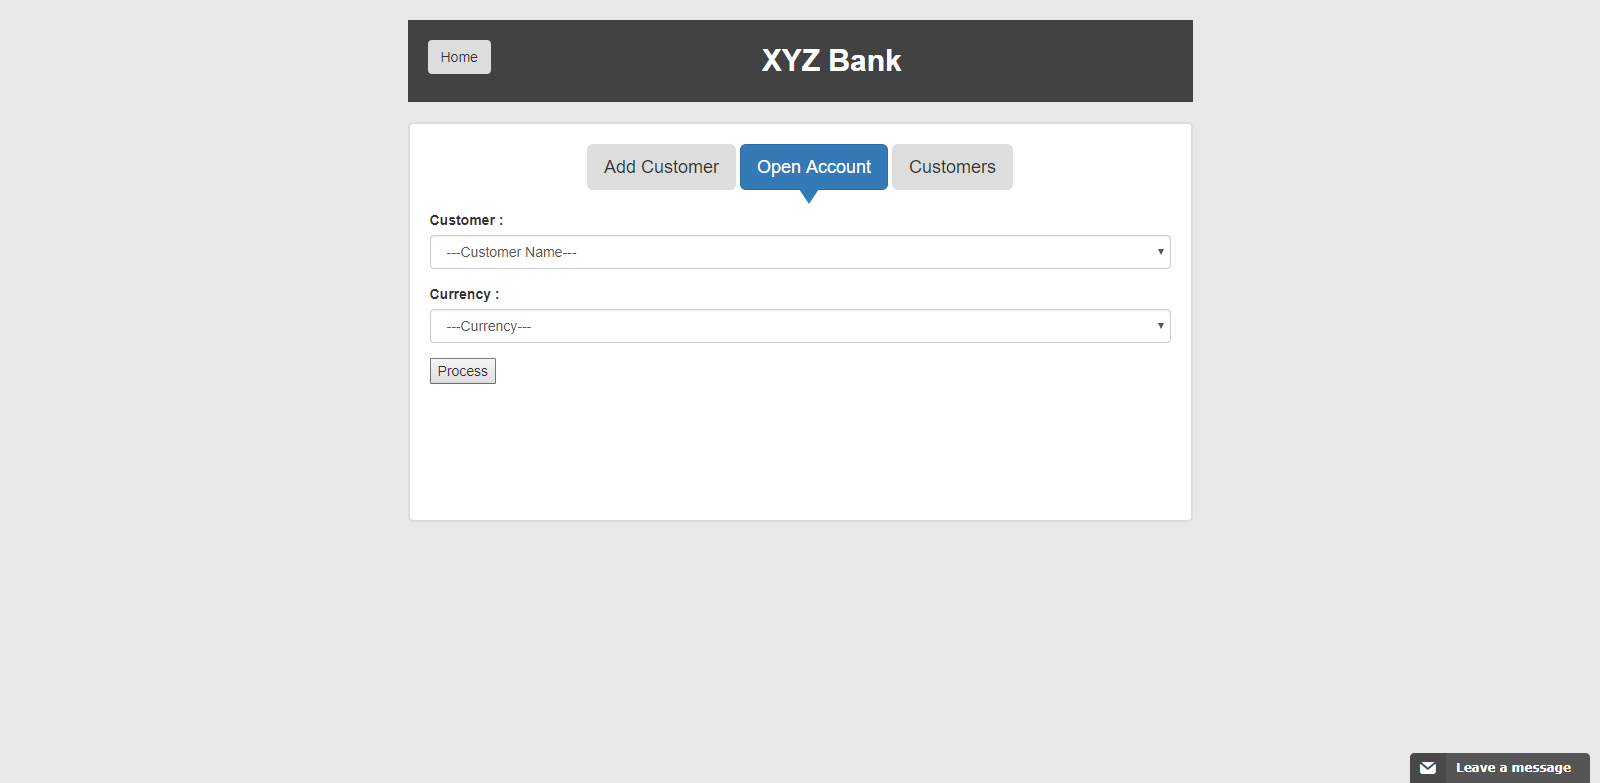 Home
XYZ Bank
Add Customer
Open Account
Customers
Customer :
---Customer Name---
Currency :
---Currency---
Process
Leave a message